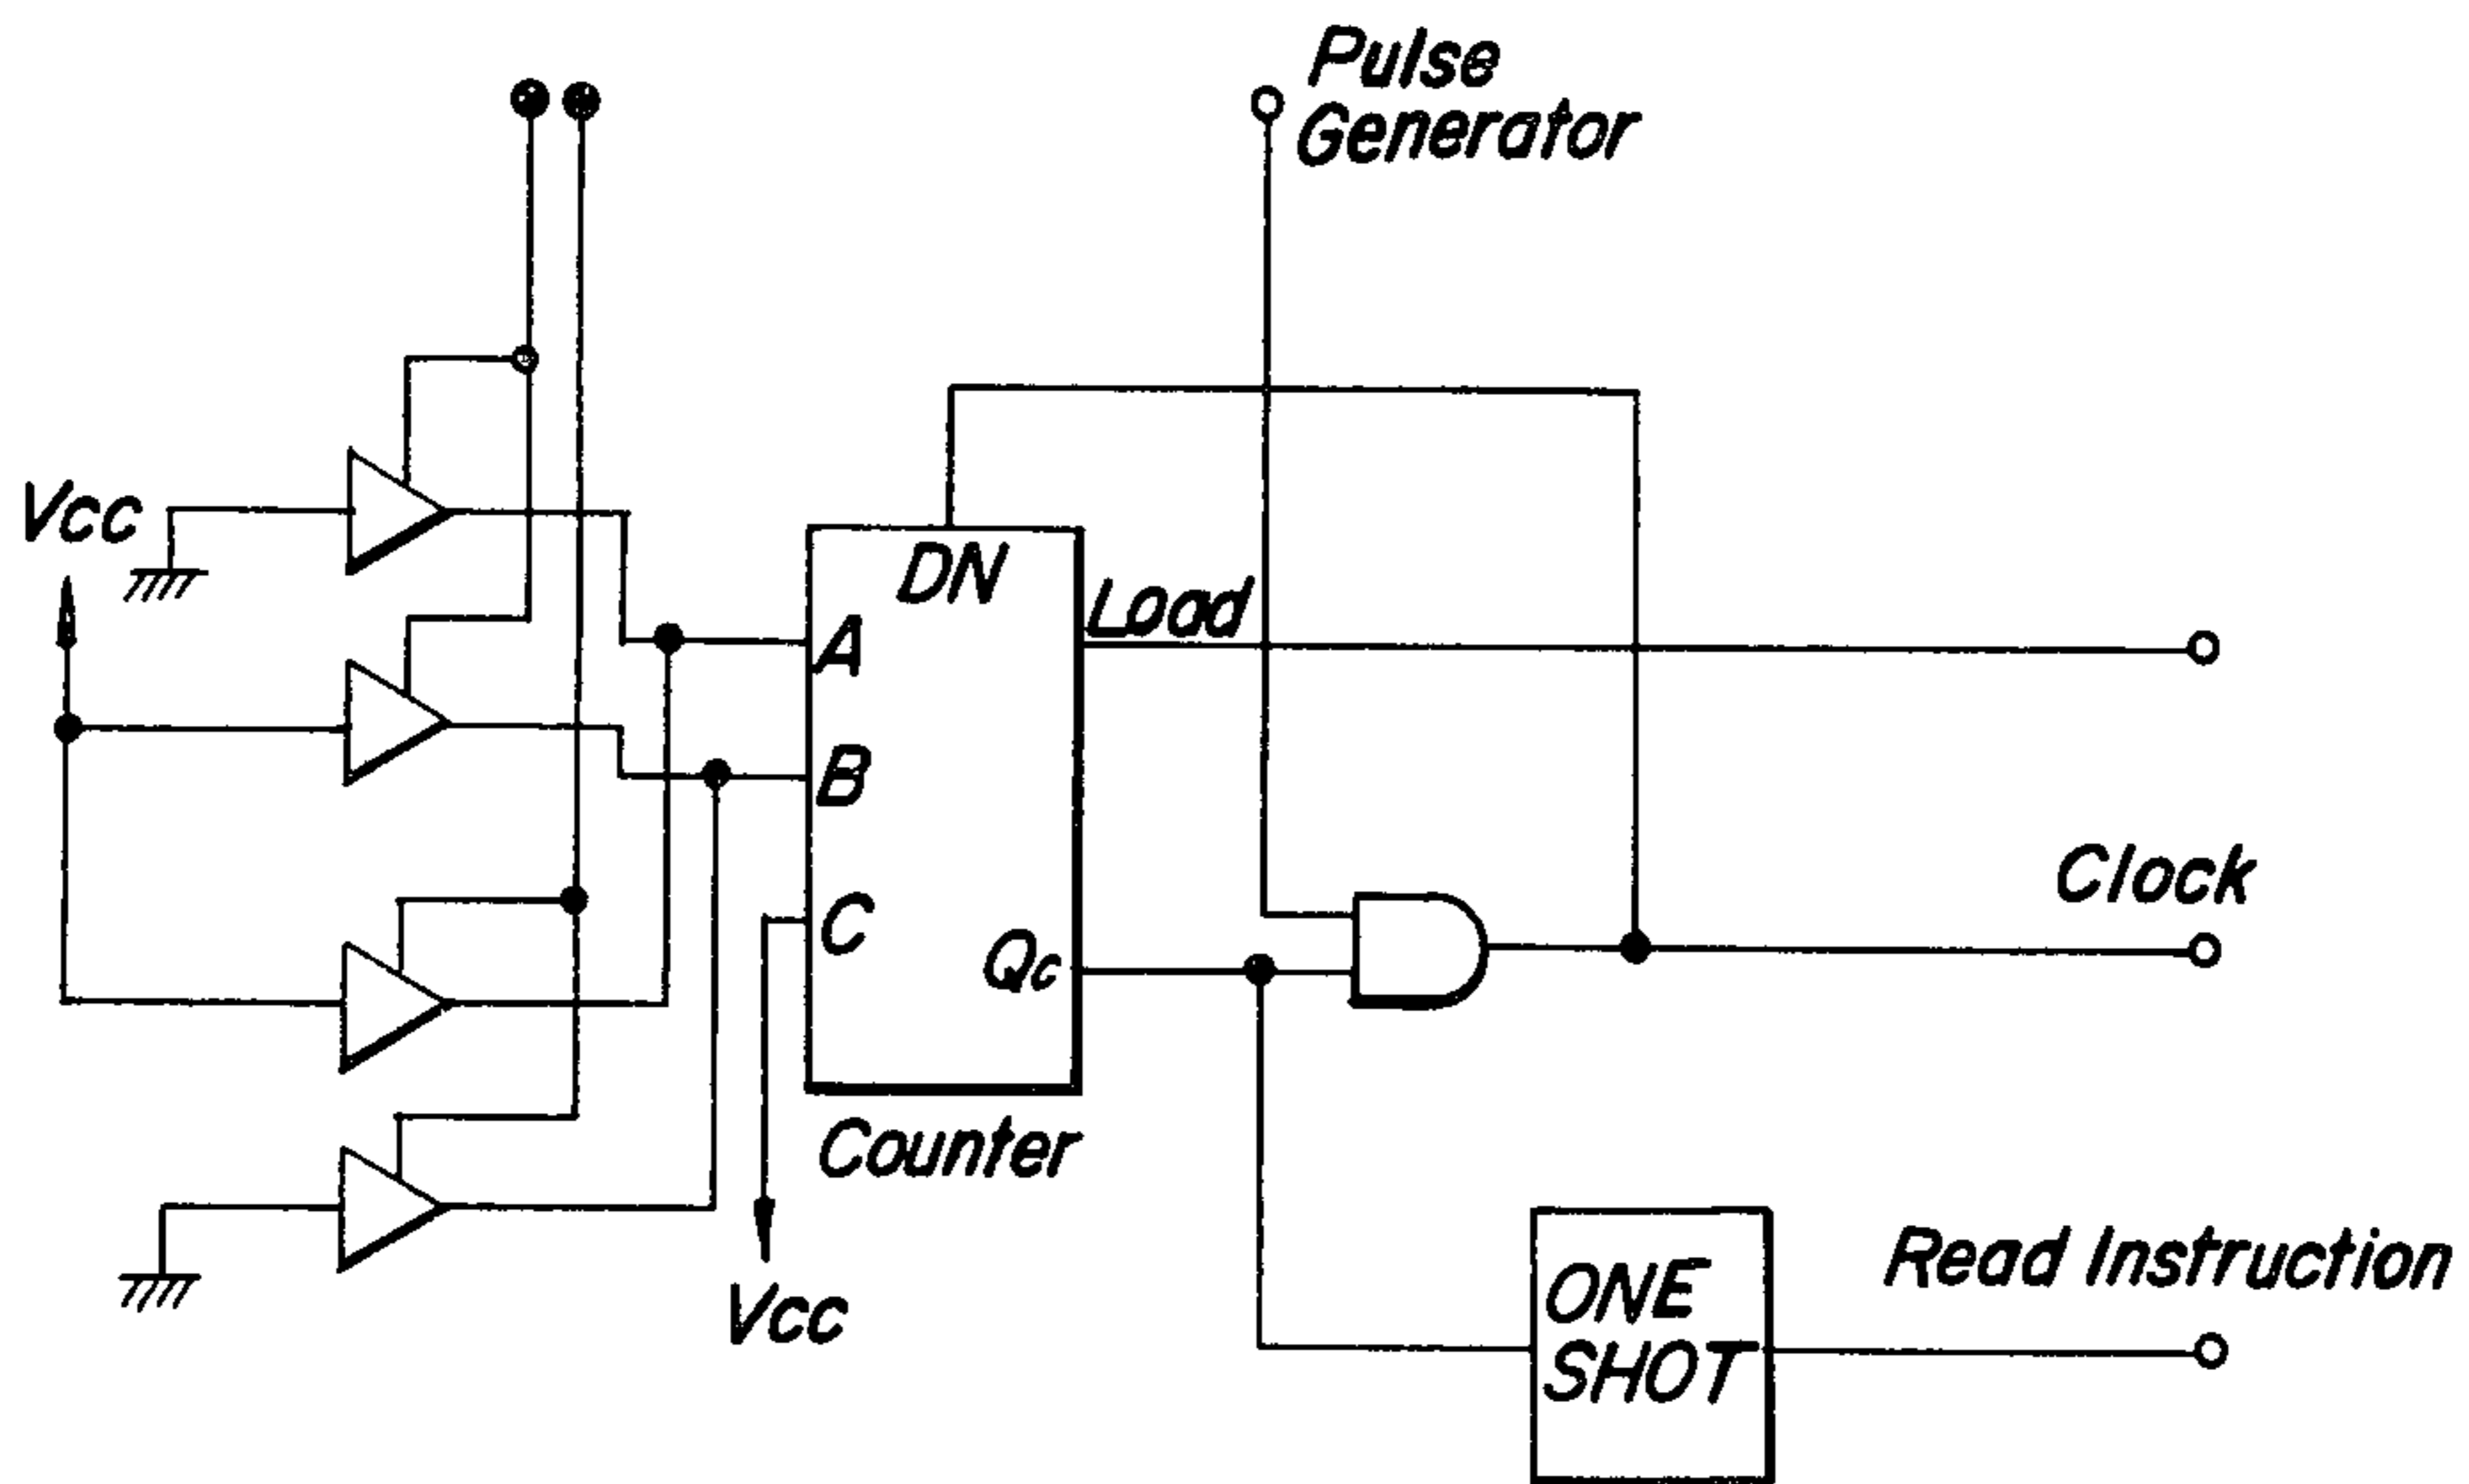 Pulse
Generator
Vcc
DN
Load
A
B
C
Qc
Clock
Counter
Vcc
ONE
SHOT
Read Instruction